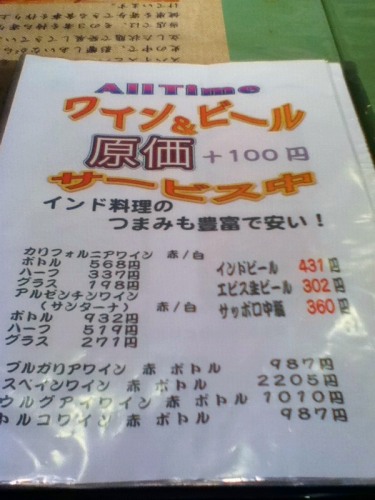 AllTime
ワイン&ビール
原価+100円
サービス中
インド料理の
つまみも豊富で安い!
カリフォルニアワイン 赤/白
ボトル 568円
ハーフ 337円
グラス 198円
アルゼンチンワイン
(サンターナ) 赤/白
ボトル 932円
ハーフ 519円
グラス 271円
インドビール 431円
エビス生ビール 302円
サッポロ中瓶 360円
ブルガリアワイン 赤 ボトル 987円
スペインワイン 赤 ボトル 2205円
ウルグアイワイン 赤 ボトル 1010円
トルコワイン 赤 ボトル 987円